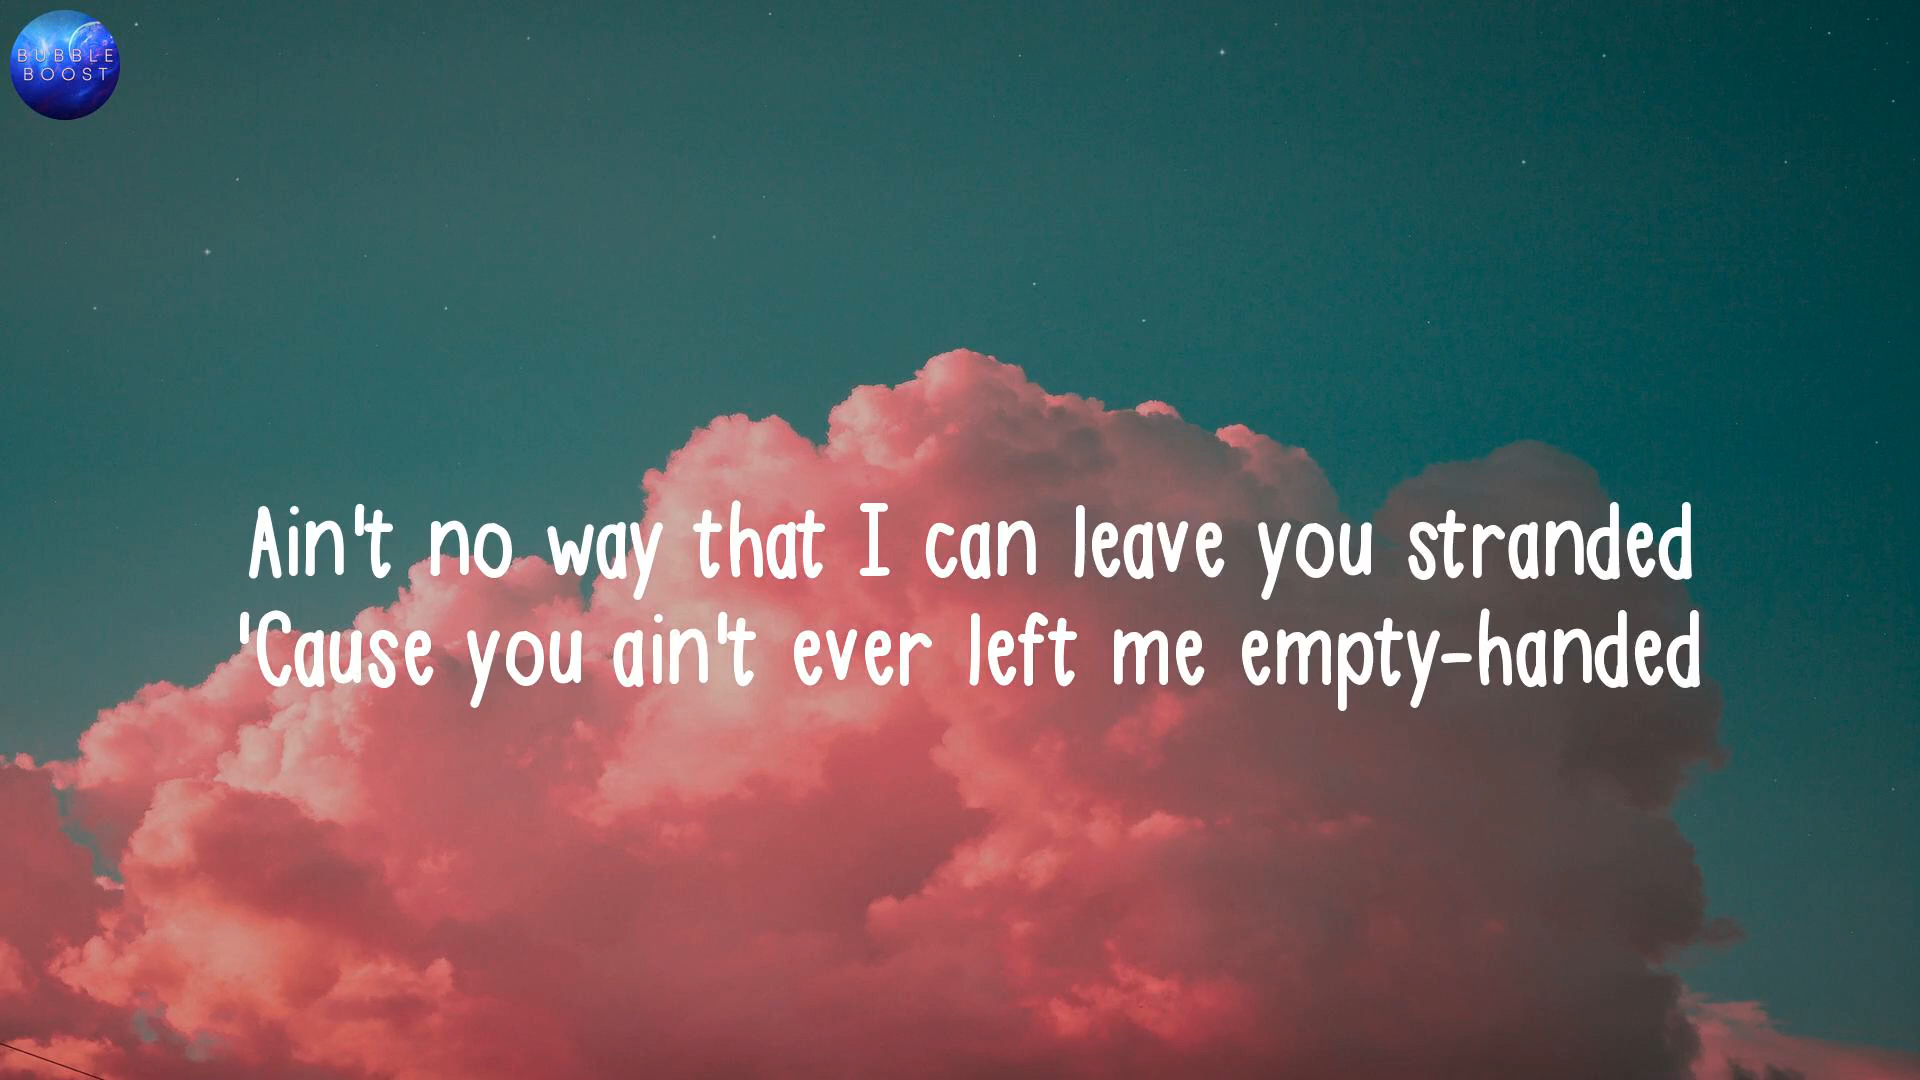 BUBBLE
BOOST
Ain't no way that I can leave you stranded
'Cause you ain't ever left me empty-handed